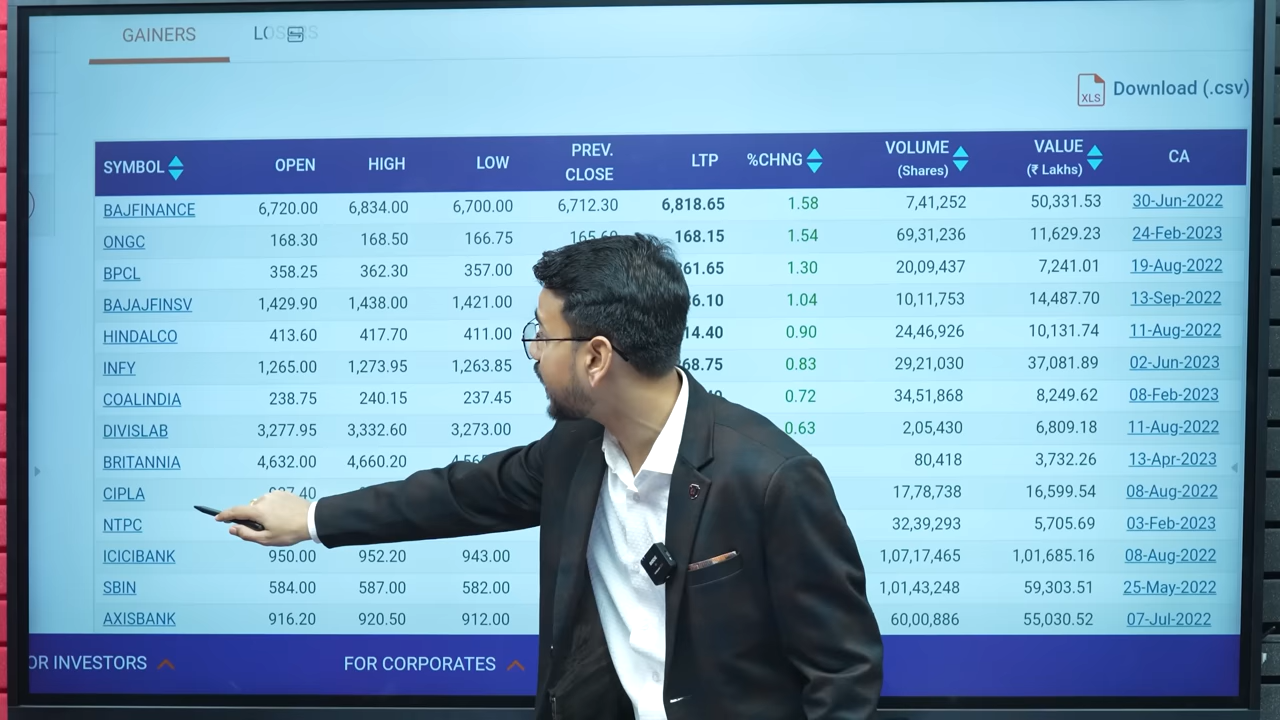 GAINERS
XLS Download (.csv)
SYMBOL OPEN HIGH LOW PREV. CLOSE LTP %CHNG VOLUME (Shares) VALUE (₹ Lakhs) CA
BAJFINANCE 6,720.00 6,834.00 6,700.00 6,712.30 6,818.65 1.58 7,41,252 50,331.53 30-Jun-2022
ONGC 168.30 168.50 166.75 165.60 168.15 1.54 69,31,236 11,629.23 24-Feb-2023
BPCL 358.25 362.30 357.00 1.30 20,09,437 7,241.01 19-Aug-2022
BAJAJFINSV 1,429.90 1,438.00 1,421.00 1.04 10,11,753 14,487.70 13-Sep-2022
HINDALCO 413.60 417.70 411.00 0.90 24,46,926 10,131.74 11-Aug-2022
INFY 1,265.00 1,273.95 1,263.85 0.83 29,21,030 37,081.89 02-Jun-2023
COALINDIA 238.75 240.15 237.45 0.72 34,51,868 8,249.62 08-Feb-2023
DIVISLAB 3,277.95 3,332.60 3,273.00 0.63 2,05,430 6,809.18 11-Aug-2022
BRITANNIA 4,632.00 4,660.20 80,418 3,732.26 13-Apr-2023
CIPLA 17,78,738 16,599.54 08-Aug-2022
NTPC 32,39,293 5,705.69 03-Feb-2023
ICICIBANK 950.00 952.20 943.00 1,07,17,465 1,01,685.16 08-Aug-2022
SBIN 584.00 587.00 582.00 1,01,43,248 59,303.51 25-May-2022
AXISBANK 916.20 920.50 912.00 60,00,886 55,030.52 07-Jul-2022
OR INVESTORS FOR CORPORATES